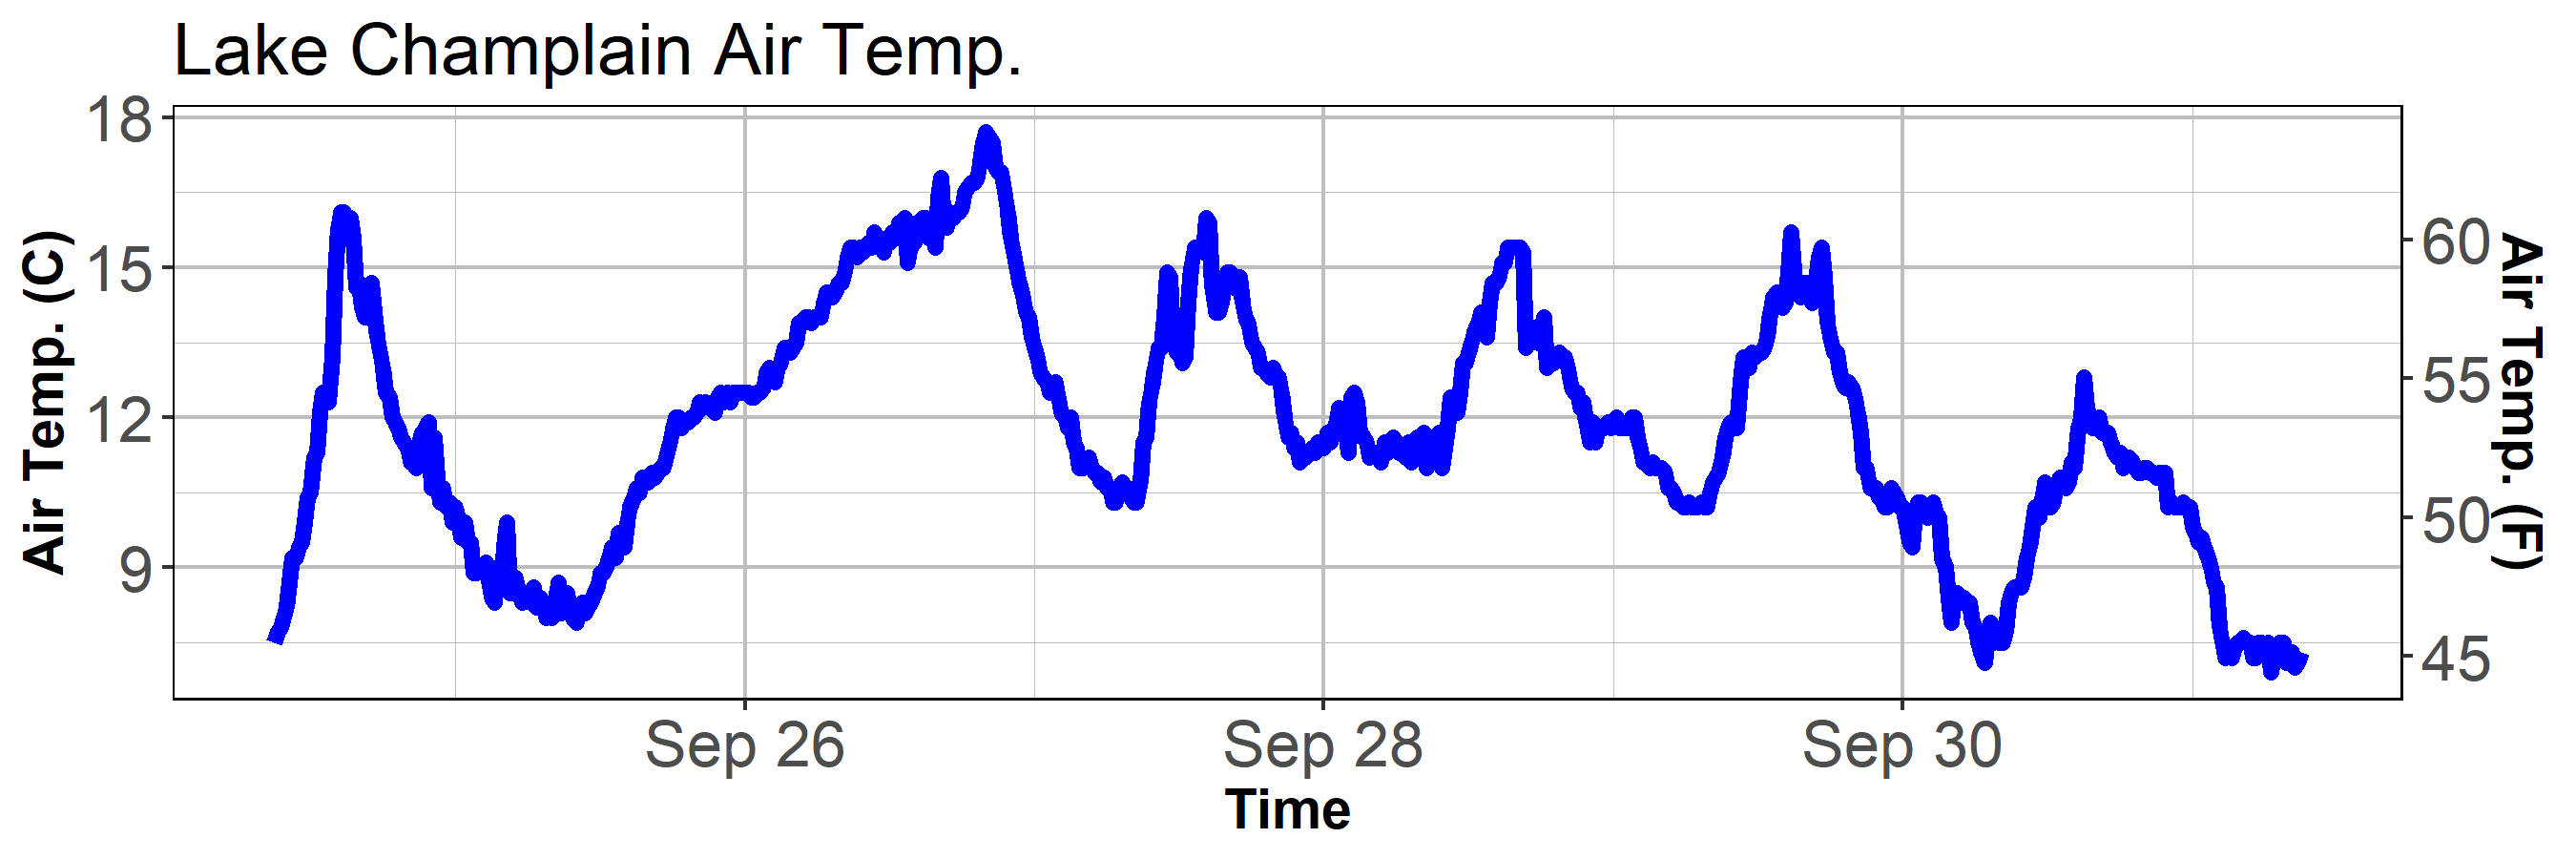 Lake Champlain Air Temp.
18
15
12
9
Air Temp. (C)
60
55
50
45
Air Temp. (F)
Sep 26 Sep 28 Sep 30
Time